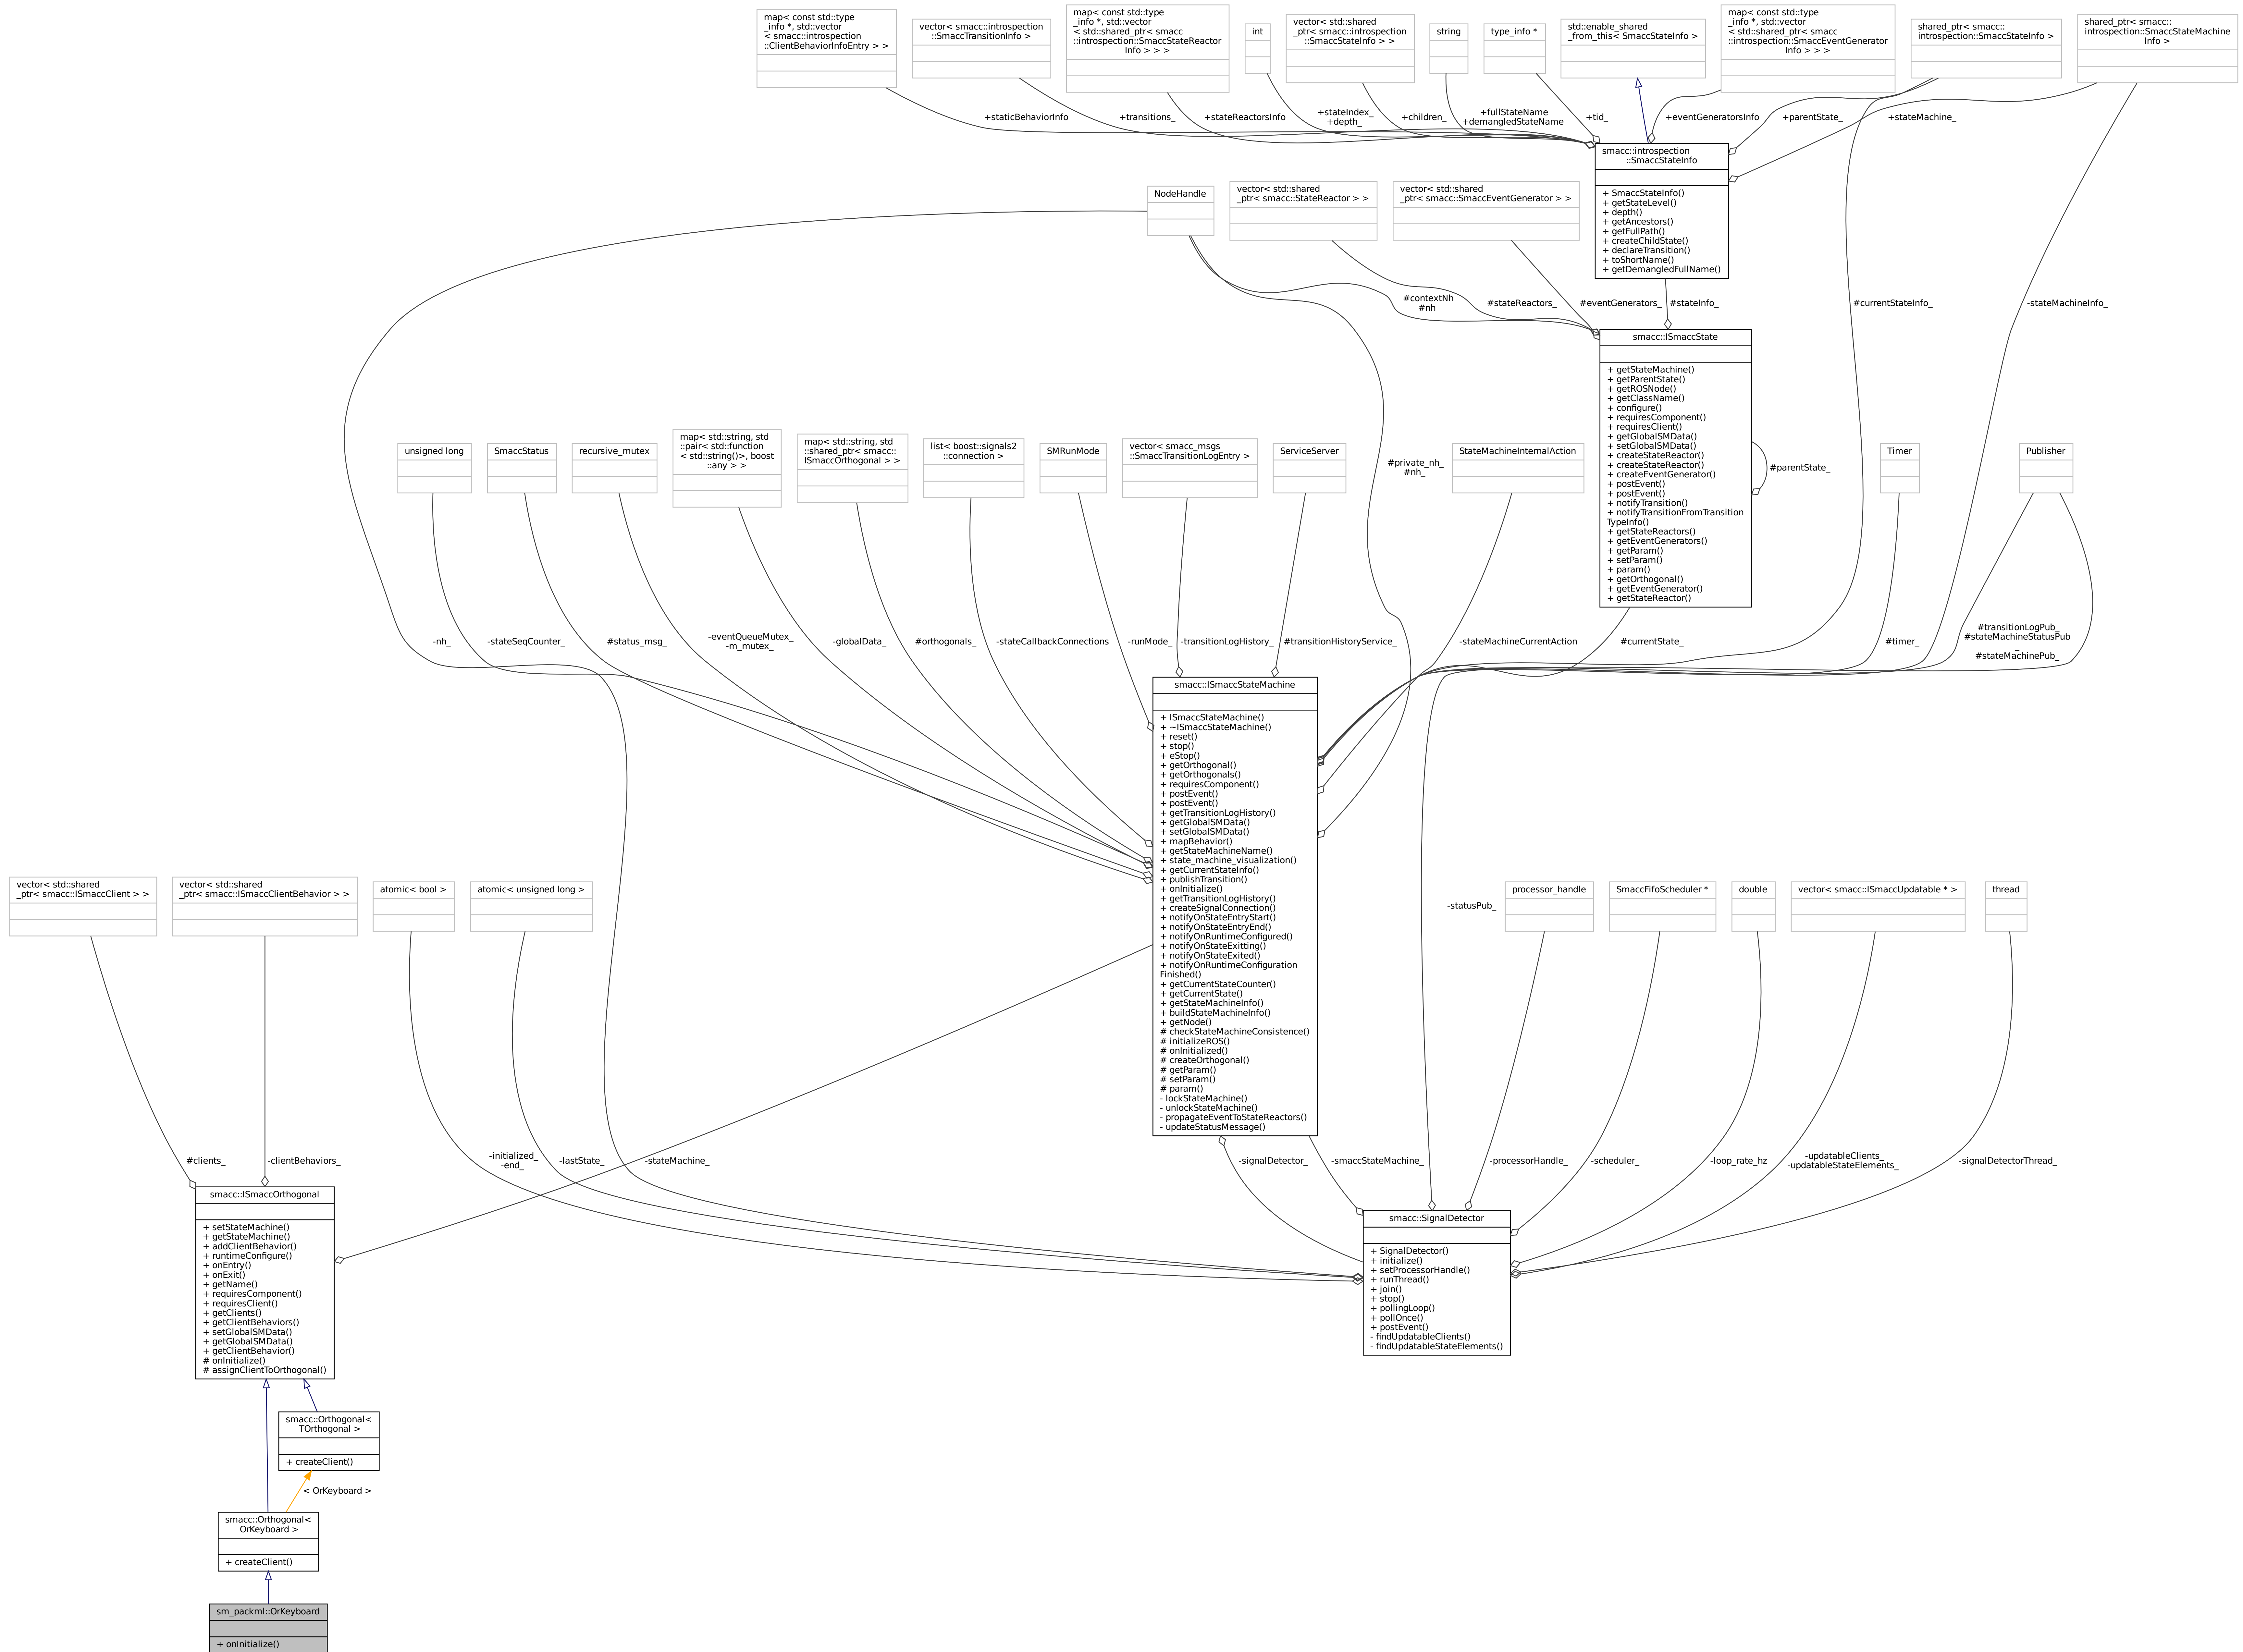 map< const std::type
_info *, std::vector
< smacc::introspection
::ClientBehaviorInfoEntry > >
vector< smacc::introspection
::SmaccTransitionInfo >
map< const std::type
_info *, std::vector
< std::shared_ptr< smacc
::introspection::SmaccStateReactor
Info > > >
int
vector< std::shared
_ptr< smacc::introspection
::SmaccStateInfo > >
string
type_info *
std::enable_shared
_from_this< SmaccStateInfo >
map< const std::type
_info *, std::vector
< std::shared_ptr< smacc
::introspection::SmaccEventGenerator
Info > > >
shared_ptr< smacc::
introspection::SmaccStateInfo >
shared_ptr< smacc::
introspection::SmaccStateMachine
Info >
+staticBehaviorInfo
+transitions_
+stateReactorsInfo
+stateIndex_
+depth_
+children_
+fullStateName
+demangledStateName
+tid_
+eventGeneratorsInfo
+parentState_
+stateMachine_
smacc::introspection
::SmaccStateInfo
+ SmaccStateInfo()
+ getStateLevel()
+ depth()
+ getAncestors()
+ getFullPath()
+ createChildState()
+ declareTransition()
+ toShortName()
+ getDemangledFullName()
NodeHandle
vector< std::shared
_ptr< smacc::StateReactor > >
vector< std::shared
_ptr< smacc::SmaccEventGenerator > >
#contextNh
#nh
#stateReactors_
#eventGenerators_
#stateInfo_
#currentStateInfo_
-stateMachineInfo_
smacc::ISmaccState
+ getStateMachine()
+ getParentState()
+ getROSNode()
+ getClassName()
+ configure()
+ requiresComponent()
+ requiresClient()
+ getGlobalSMData()
+ setGlobalSMData()
+ createStateReactor()
+ createStateReactor()
+ createEventGenerator()
+ postEvent()
+ postEvent()
+ notifyTransition()
+ notifyTransitionFromTransition
TypeInfo()
+ getStateReactors()
+ getEventGenerators()
+ getParam()
+ setParam()
+ param()
+ getOrthogonal()
+ getEventGenerator()
+ getStateReactor()
#parentState_
unsigned long
SmaccStatus
recursive_mutex
map< std::string, std
::pair< std::function
< std::string()>, boost
::any > >
map< std::string, std
::shared_ptr< smacc::
ISmaccOrthogonal > >
list< boost::signals2
::connection >
SMRunMode
vector< smacc_msgs
::SmaccTransitionLogEntry >
ServiceServer
#private_nh_
#nh_
StateMachineInternalAction
Timer
Publisher
-nh_
-stateSeqCounter_
#status_msg_
-eventQueueMutex_
-m_mutex_
-globalData_
#orthogonals_
-stateCallbackConnections
-runMode_
-transitionLogHistory_
#transitionHistoryService_
-stateMachineCurrentAction
#currentState_
#timer_
#transitionLogPub_
#stateMachineStatusPub
_
#stateMachinePub_
smacc::ISmaccStateMachine
+ ISmaccStateMachine()
+ ~ISmaccStateMachine()
+ reset()
+ stop()
+ eStop()
+ getOrthogonal()
+ getOrthogonals()
+ requiresComponent()
+ postEvent()
+ postEvent()
+ getTransitionLogHistory()
+ getGlobalSMData()
+ setGlobalSMData()
+ mapBehavior()
+ getStateMachineName()
+ state_machine_visualization()
+ getCurrentStateInfo()
+ publishTransition()
+ onInitialize()
+ getTransitionLogHistory()
+ createSignalConnection()
+ notifyOnStateEntryStart()
+ notifyOnStateEntryEnd()
+ notifyOnRuntimeConfigured()
+ notifyOnStateExitting()
+ notifyOnStateExited()
+ notifyOnRuntimeConfiguration
Finished()
+ getCurrentStateCounter()
+ getCurrentState()
+ getStateMachineInfo()
+ buildStateMachineInfo()
+ getNode()
# checkStateMachineConsistence()
# initializeROS()
# onInitialized()
# createOrthogonal()
# getParam()
# setParam()
# param()
- lockStateMachine()
- unlockStateMachine()
- propagateEventToStateReactors()
- updateStatusMessage()
vector< std::shared
_ptr< smacc::ISmaccClient > >
vector< std::shared
_ptr< smacc::ISmaccClientBehavior > >
atomic< bool >
atomic< unsigned long >
-statusPub_
processor_handle
SmaccFifoScheduler *
double
vector< smacc::ISmaccUpdatable * >
thread
#clients_
-clientBehaviors_
-initialized_
-end_
-lastState_
-stateMachine_
-signalDetector_
-smaccStateMachine_
-processorHandle_
-scheduler_
-loop_rate_hz
-updatableClients_
-updatableStateElements_
-signalDetectorThread_
smacc::ISmaccOrthogonal
+ setStateMachine()
+ getStateMachine()
+ addClientBehavior()
+ runtimeConfigure()
+ onEntry()
+ onExit()
+ getName()
+ requiresComponent()
+ requiresClient()
+ getClients()
+ getClientBehaviors()
+ setGlobalSMData()
+ getGlobalSMData()
+ getClientBehavior()
# onInitialize()
# assignClientToOrthogonal()
smacc::SignalDetector
+ SignalDetector()
+ initialize()
+ setProcessorHandle()
+ runThread()
+ join()
+ stop()
+ pollingLoop()
+ pollOnce()
+ postEvent()
- findUpdatableClients()
- findUpdatableStateElements()
smacc::Orthogonal<
TOrthogonal >
+ createClient()
< OrKeyboard >
smacc::Orthogonal<
OrKeyboard >
+ createClient()
sm_packml::OrKeyboard
+ onInitialize()